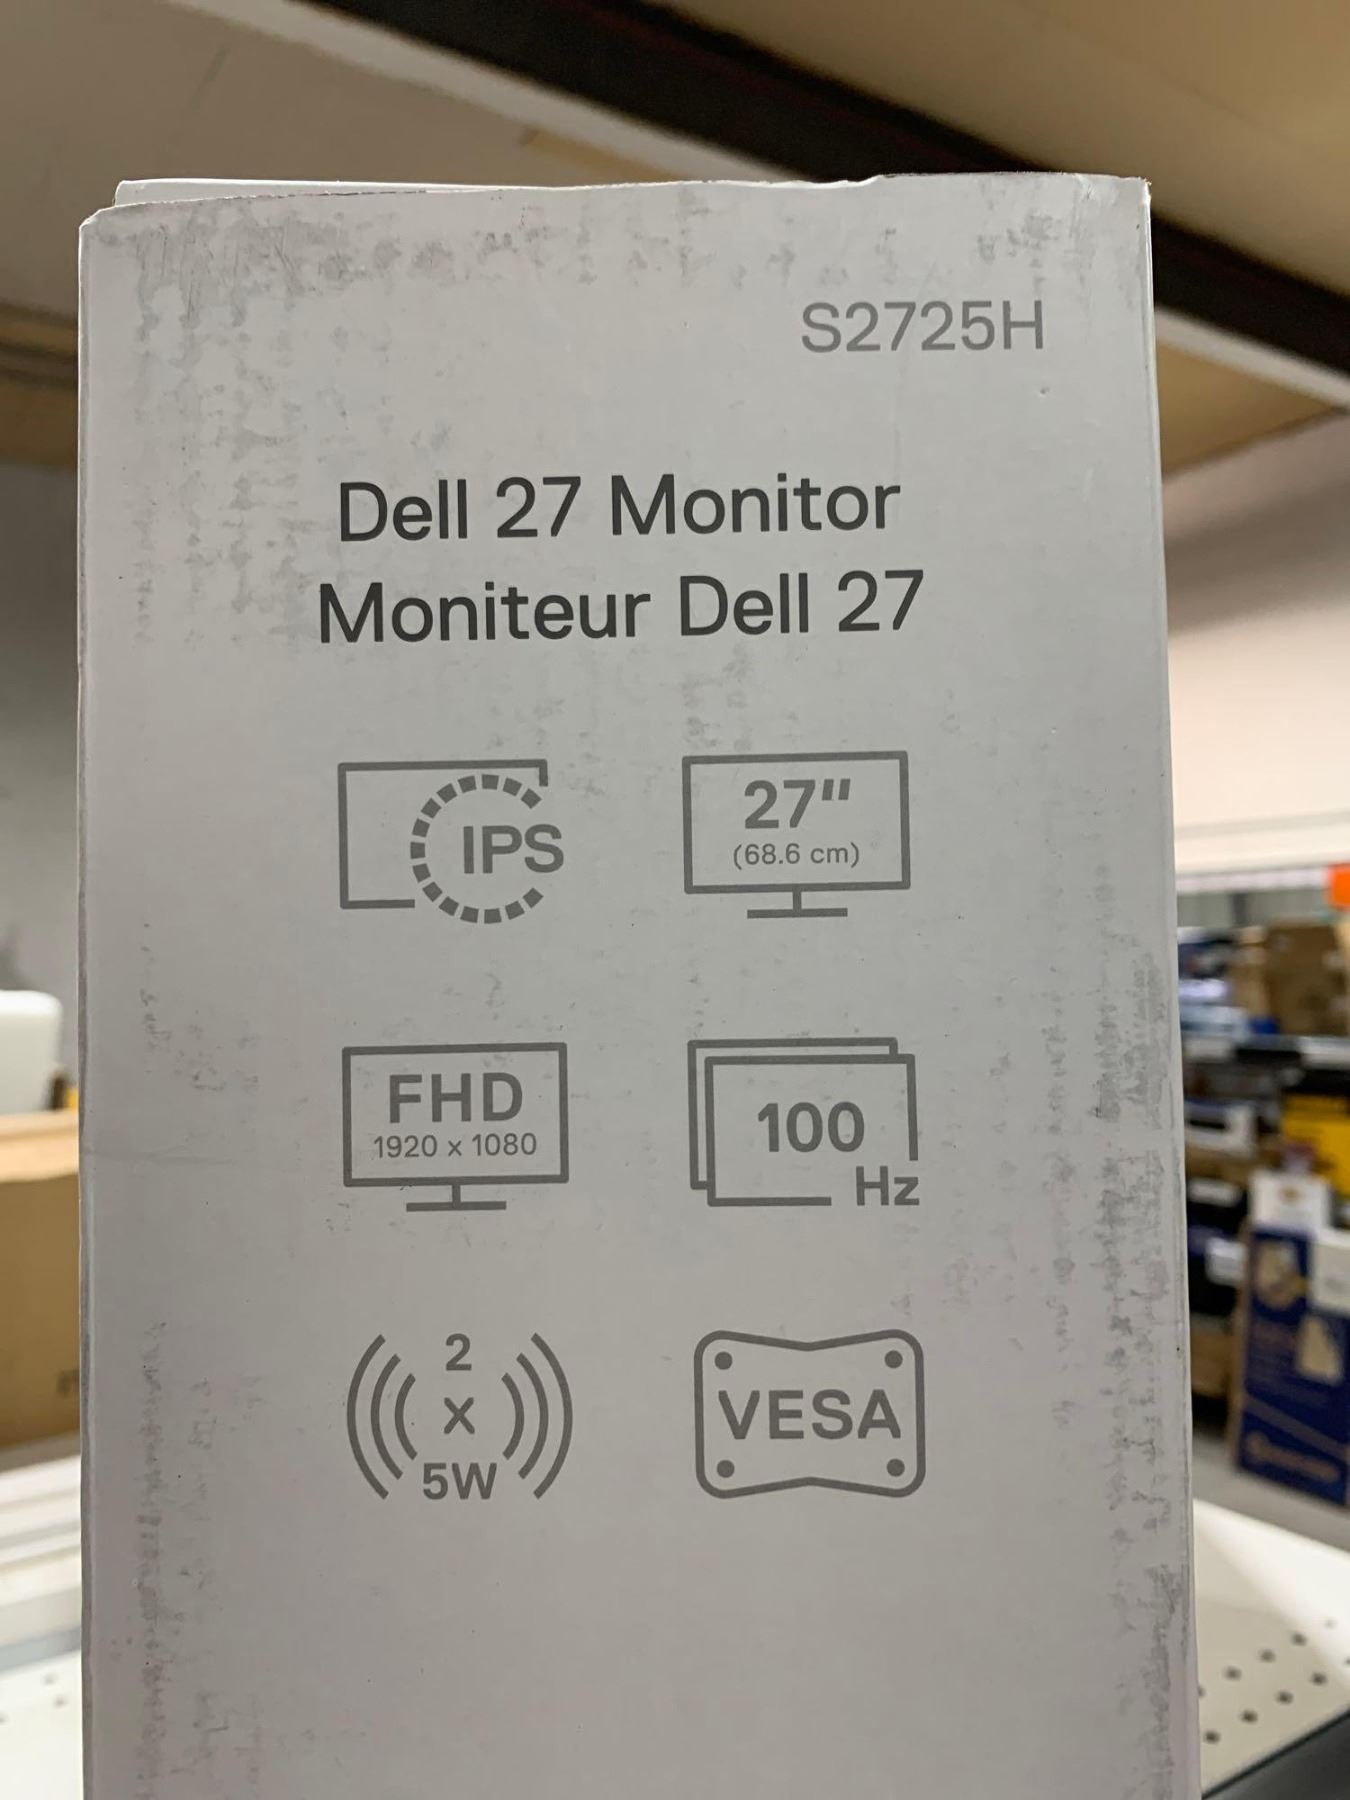 S2725H
Dell 27 Monitor
Moniteur Dell 27
IPS
27"
(68.6 cm)
FHD
1920 x 1080
100
Hz
2
x
5W
VESA